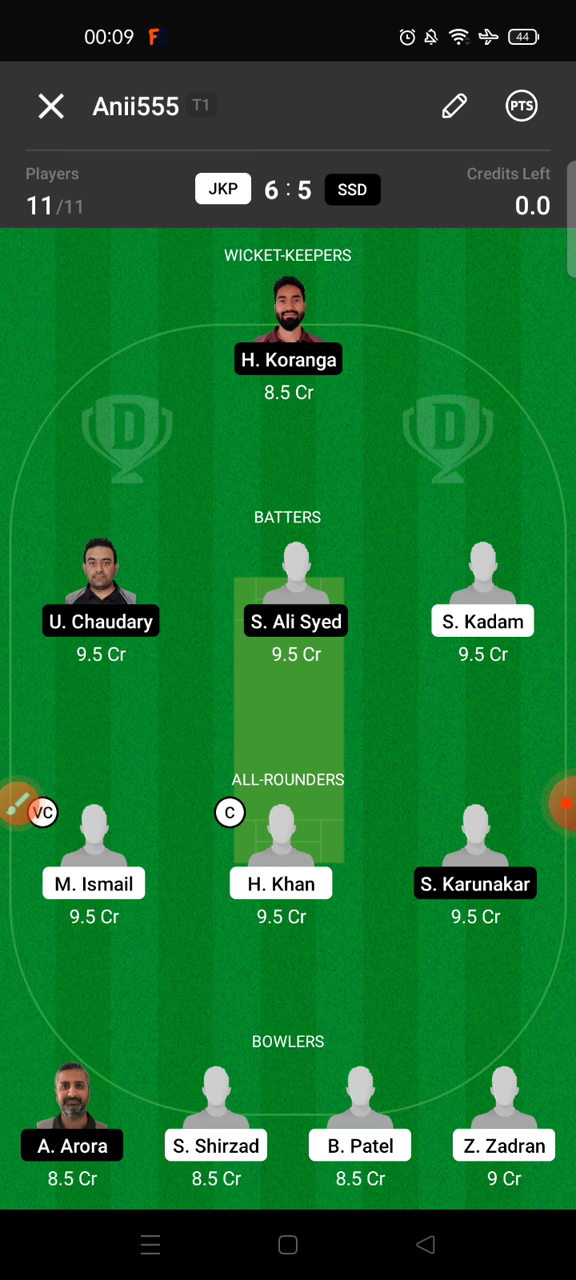 00:09
44
Anii555 T1
PTS
Players
Credits Left
11/11
JKP 6 : 5 SSD
0.0
WICKET-KEEPERS
H. Koranga
8.5 Cr
D D
BATTERS
U. Chaudary S. Ali Syed S. Kadam
9.5 Cr 9.5 Cr 9.5 Cr
ALL-ROUNDERS
VC C
M. Ismail H. Khan S. Karunakar
9.5 Cr 9.5 Cr 9.5 Cr
BOWLERS
A. Arora S. Shirzad B. Patel Z. Zadran
8.5 Cr 8.5 Cr 8.5 Cr 9 Cr